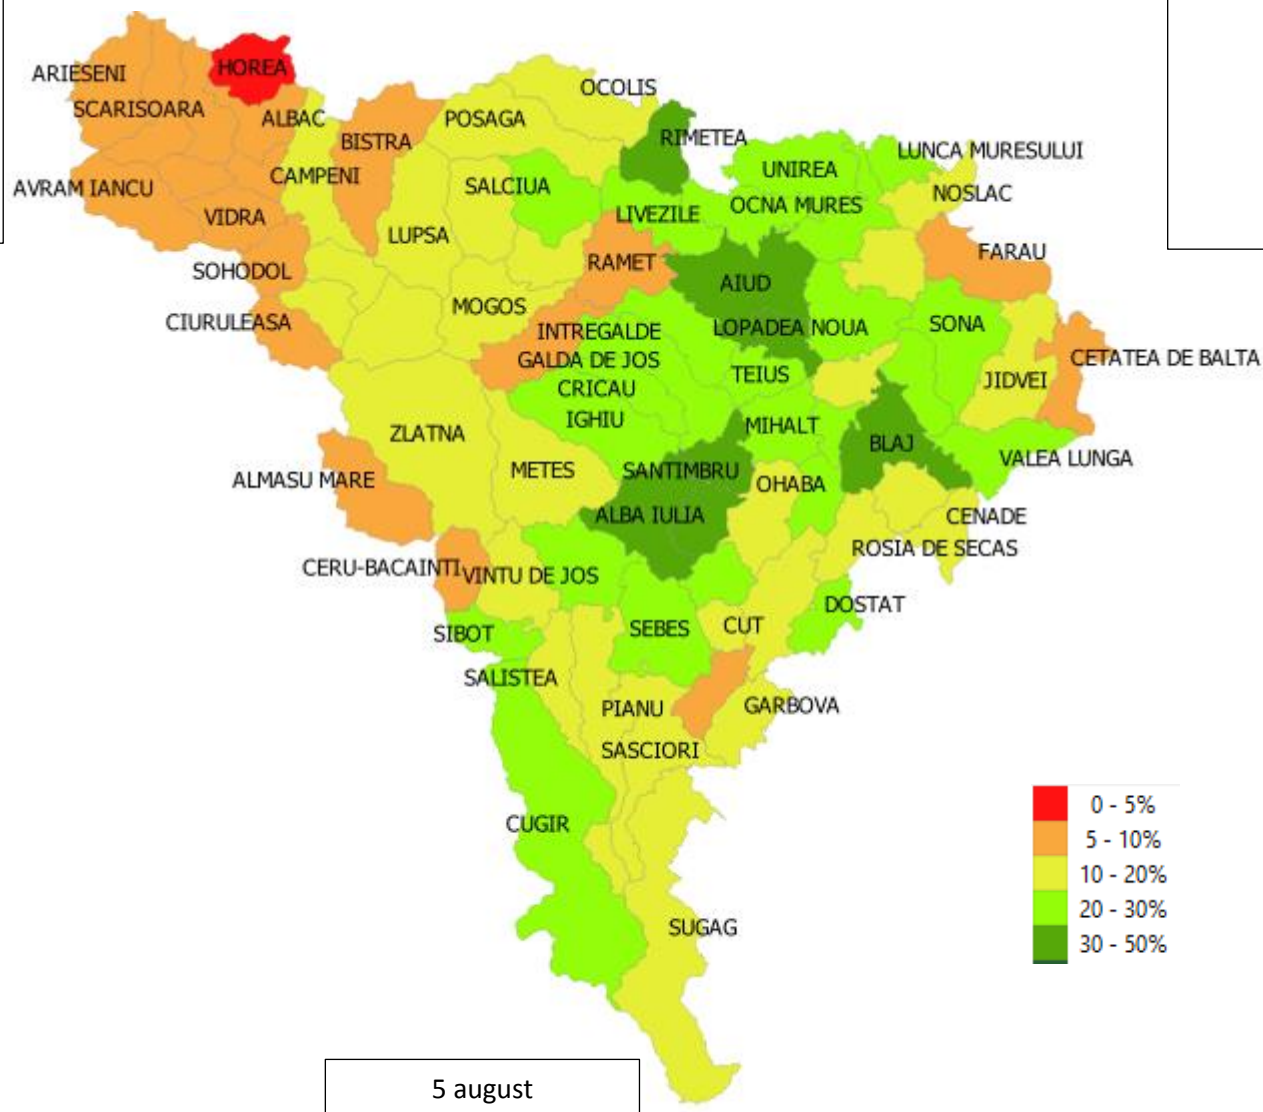 HOREA
ARIESENI
OCOLIS
SCARISOARA
ALBAC
POSAGA
BISTRA
RIMETEA
LUNCA MURESULUI
UNIREA
CAMPENI
SALCIUA
AVRAM IANCU
NOSLAC
OCNA MURES
VIDRA
LIVEZILE
LUPSA
FARAU
RAMET
SOHODOL
AIUD
MOGOS
CIURULEASA
SONA
INTREGALDE
LOPADEA NOUA
GALDA DE JOS
CETATEA DE BALTA
TEIUS
JIDVEI
CRICAU
IGHIU
MIHALT
ZLATNA
BLAJ
VALEA LUNGA
METES
SANTIMBRU
ALMASU MARE
OHABA
ALBA IULIA
CENADE
ROSIA DE SECAS
CERU-BACAINTI
VINTU DE JOS
DOSTAT
SIBOT
SEBES
CUT
SALISTEA
PIANU
GARBOVA
SASCIORI
CUGIR
SUGAG
0 - 5%
5 - 10%
10 - 20%
20 - 30%
30 - 50%
5 august